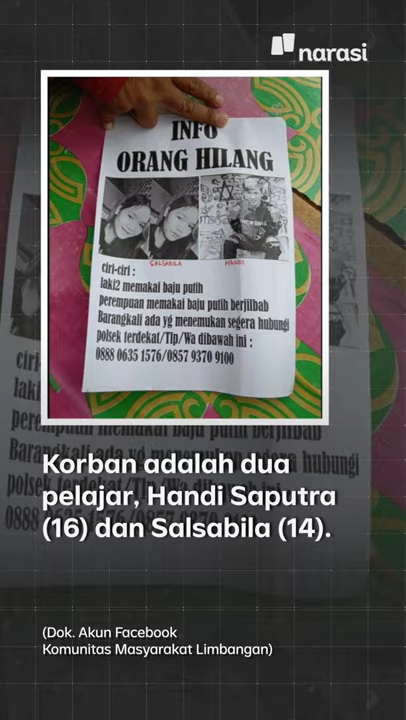 narasi
INFO
ORANG HILANG
SALSABILA
HANDI
ciri-ciri :
laki2 memakai baju putih
perempuan memakai baju putih berjilbab
Barangkali ada yg menemukan segera hubungi
polsek terdekat/Tlp/Wa dibawah ini :
0888 0635 1576/0857 9370 9100
Korban adalah dua
pelajar, Handi Saputra
(16) dan Salsabila (14).
(Dok. Akun Facebook
Komunitas Masyarakat Limbangan)